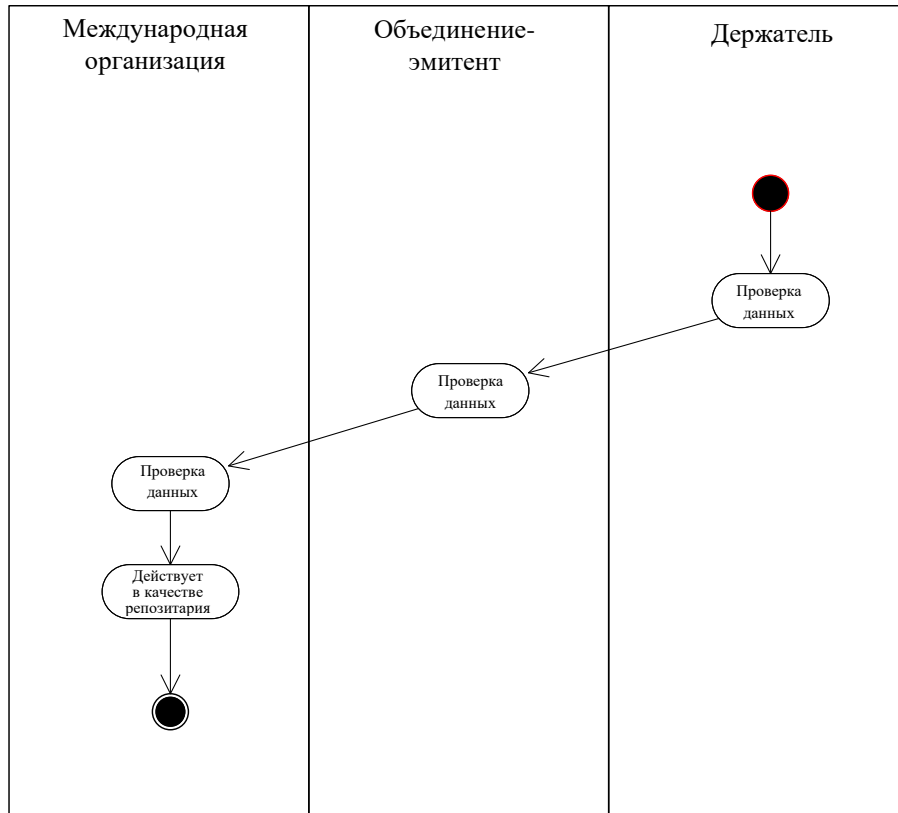 Международная
организация
Объединение-
эмитент
Держатель
Проверка
данных
Проверка
данных
Проверка
данных
Действует
в качестве
репозитария